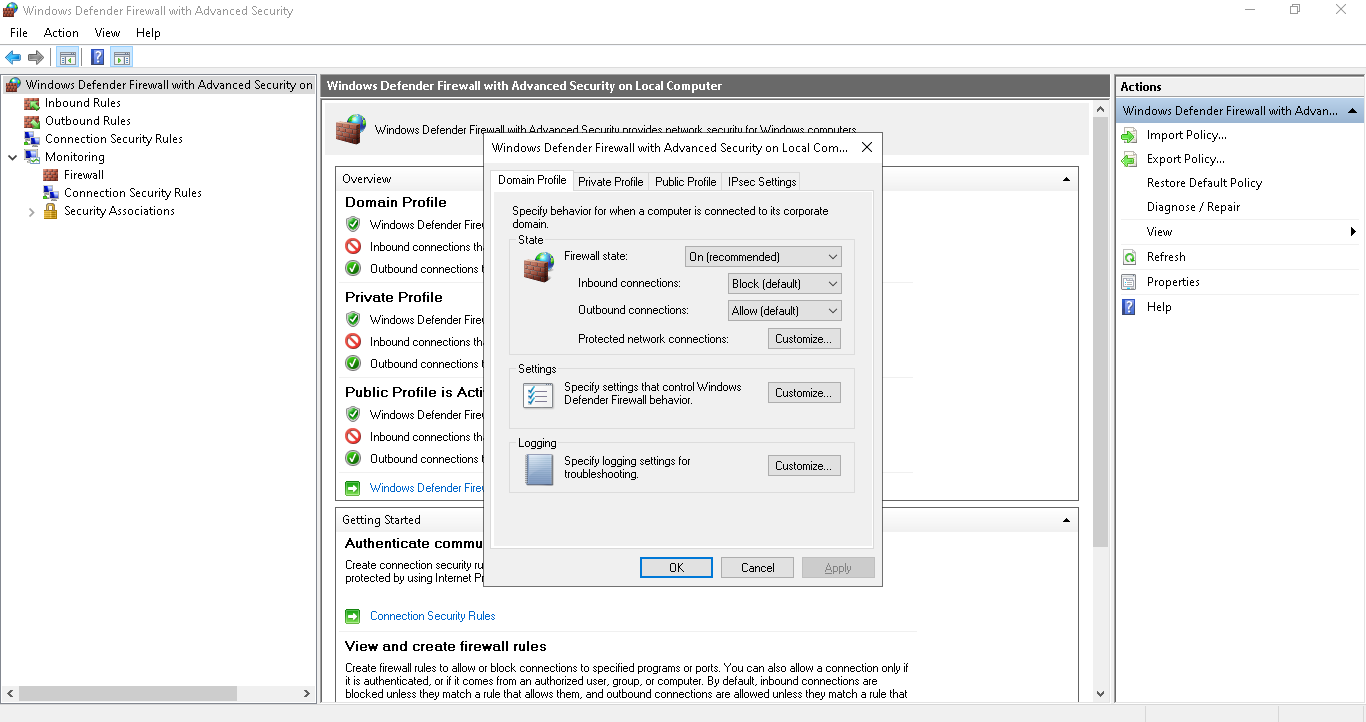 Windows Defender Firewall with Advanced Security
File Action View Help
Windows Defender Firewall with Advanced Security on
Inbound Rules
Outbound Rules
Connection Security Rules
Monitoring
Firewall
Connection Security Rules
Security Associations
Windows Defender Firewall with Advanced Security on Local Computer
Windows Defender Firewall with Advanced Security provides network security for Windows computers.
Overview
Domain Profile
Windows Defender Fire
Inbound connections th
Outbound connections
Private Profile
Windows Defender Fire
Inbound connections th
Outbound connections
Public Profile is Acti
Windows Defender Fire
Inbound connections th
Outbound connections
Windows Defender Fire
Getting Started
Authenticate commu
Create connection security ru
protected by using Internet Pr
Connection Security Rules
View and create firewall rules
Create firewall rules to allow or block connections to specified programs or ports. You can also allow a connection only if
it is authenticated, or if it comes from an authorized user, group, or computer. By default, inbound connections are
blocked unless they match a rule that allows them, and outbound connections are allowed unless they match a rule that
Windows Defender Firewall with Advanced Security on Local Com...
Domain Profile Private Profile Public Profile IPsec Settings
Specify behavior for when a computer is connected to its corporate
domain.
State
Firewall state: On (recommended)
Inbound connections: Block (default)
Outbound connections: Allow (default)
Protected network connections: Customize...
Settings
Specify settings that control Windows
Defender Firewall behavior.
Customize...
Logging
Specify logging settings for
troubleshooting.
Customize...
OK Cancel Apply
Actions
Windows Defender Firewall with Advan...
Import Policy...
Export Policy...
Restore Default Policy
Diagnose / Repair
View
Refresh
Properties
Help